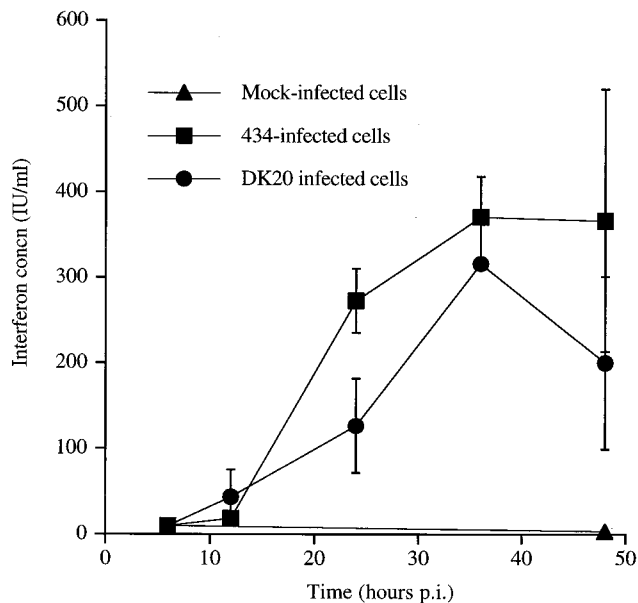 600
500
400
300
200
100
0
Interferon concn (IU/ml)
Mock-infected cells
434-infected cells
DK20 infected cells
0 10 20 30 40 50
Time (hours p.i.)